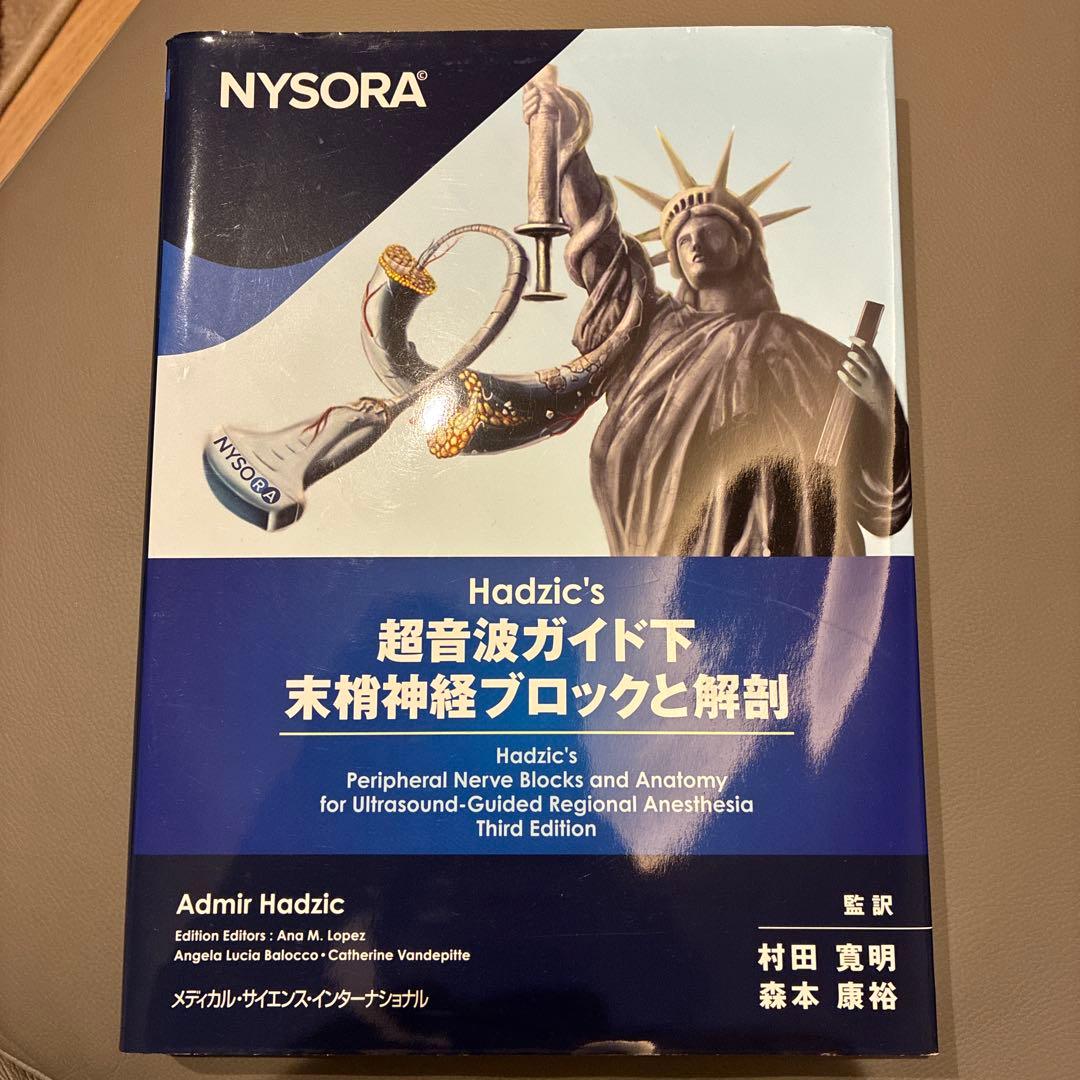 NYSORA©
NYSORA
Hadzic's
超音波ガイド下
末梢神経ブロックと解剖
Hadzic's
Peripheral Nerve Blocks and Anatomy
for Ultrasound-Guided Regional Anesthesia
Third Edition
Admir Hadzic
Edition Editors : Ana M. Lopez
Angela Lucia Balocco・Catherine Vandepitte
メディカル・サイエンス・インターナショナル
監訳
村田 寛明
森本 康裕